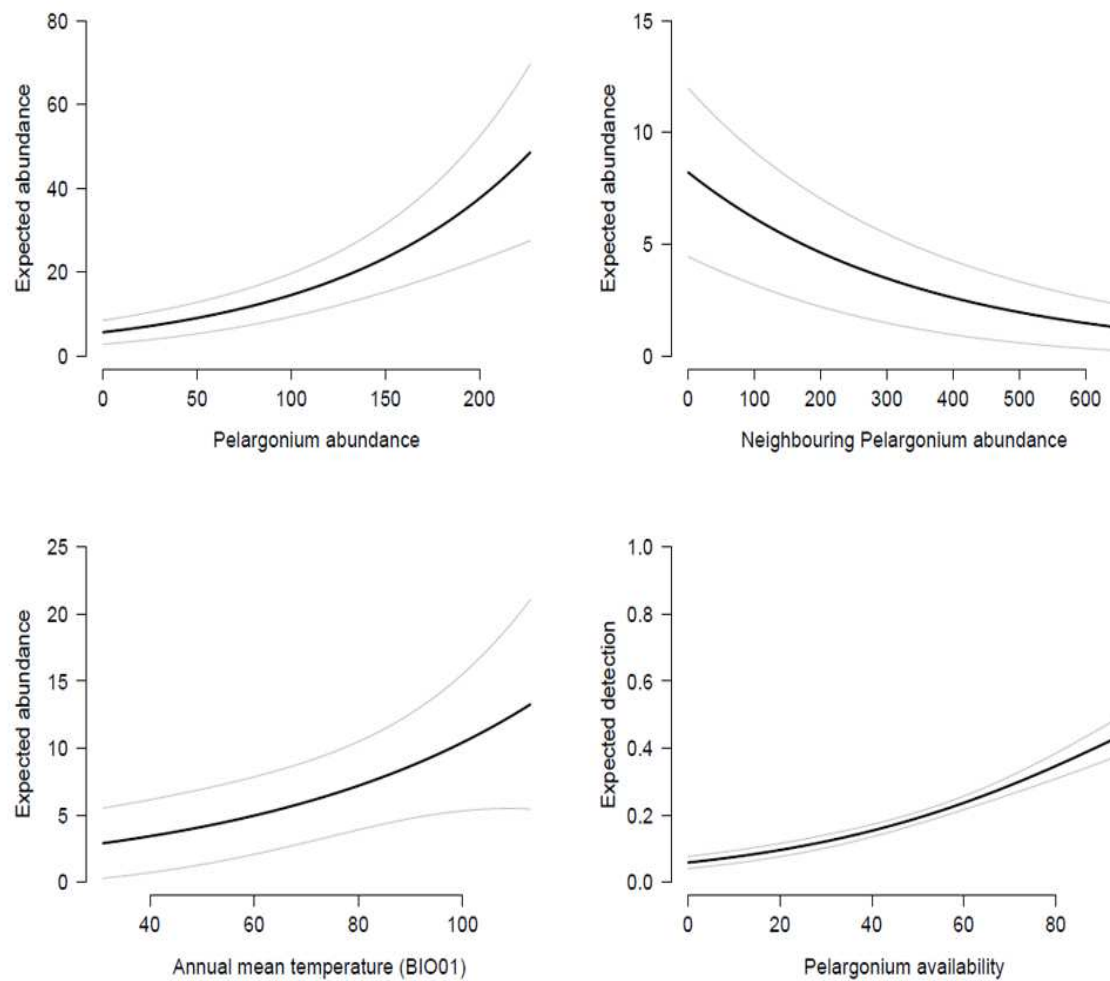 80
60
40
20
0
Expected abundance
0 50 100 150 200
Pelargonium abundance
15
10
5
0
Expected abundance
0 100 200 300 400 500 600
Neighbouring Pelargonium abundance
25
20
15
10
5
0
Expected abundance
40 60 80 100
Annual mean temperature (BIO01)
1.0
0.8
0.6
0.4
0.2
0.0
Expected detection
0 20 40 60 80
Pelargonium availability